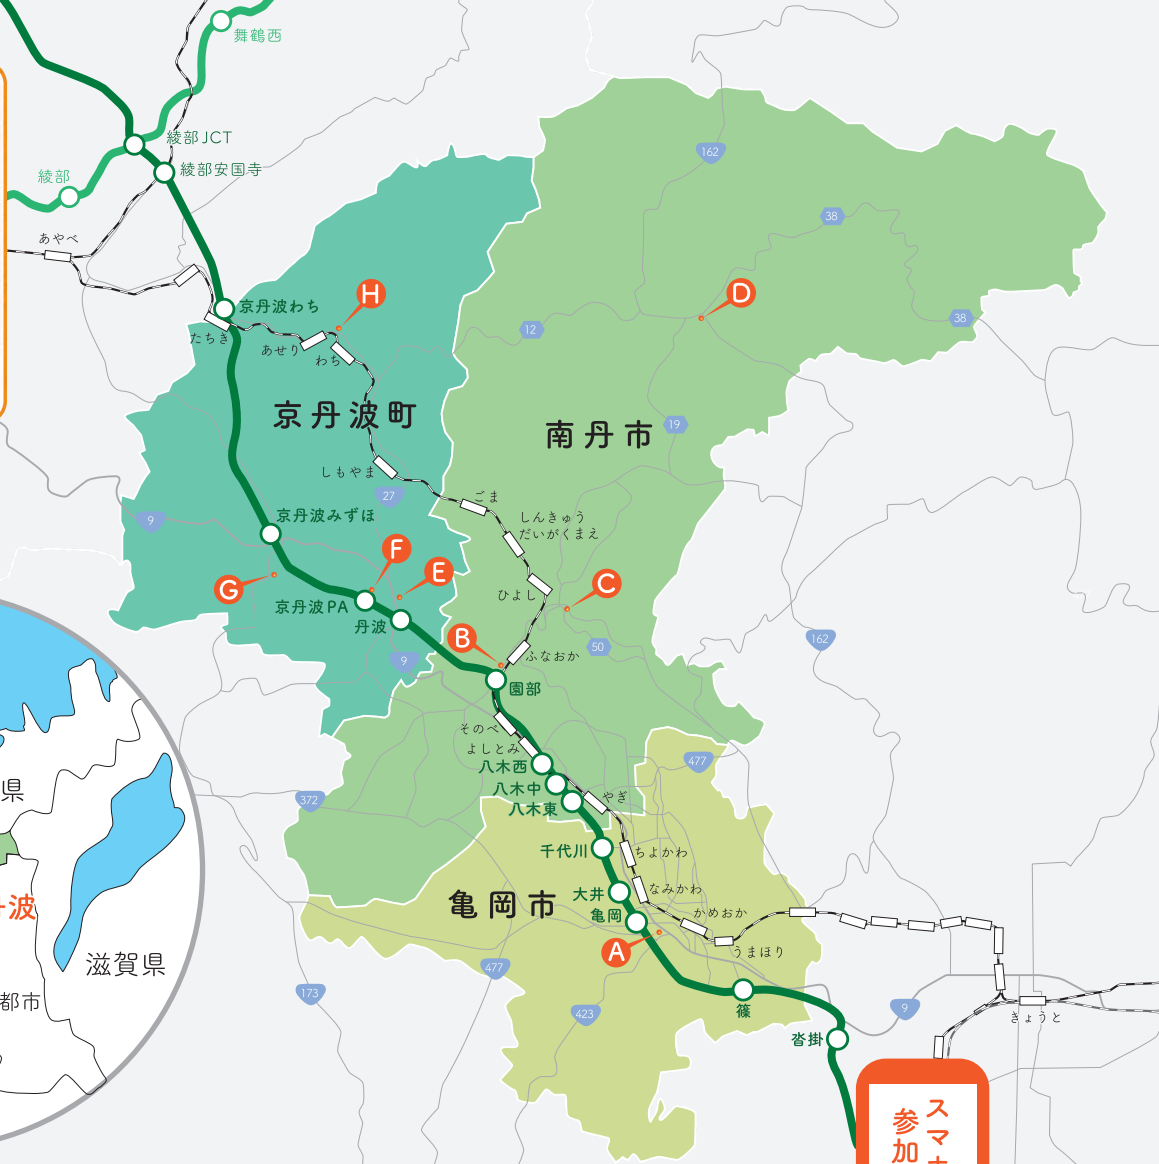 舞鶴西
綾部JCT
綾部
綾部安国寺
あやべ
162
38
H
D
京丹波わち
たちき
あせり
わち
12
38
京丹波町
南丹市
19
しもやま
27
ごま
9
京丹波みずほ
しんきゅう
だいがくまえ
F
E
G
C
京丹波PA
丹波
ひよし
B
50
162
ふなおか
9
園部
そのべ
よしとみ
八木西
477
八木中
372
八木東
やぎ
県
千代川
ちよかわ
大井
なみかわ
丹波
亀岡市
亀岡
かめおか
A
うまほり
滋賀県
477
173
423
篠
都市
9
きょうと
沓掛
スマホ
参加